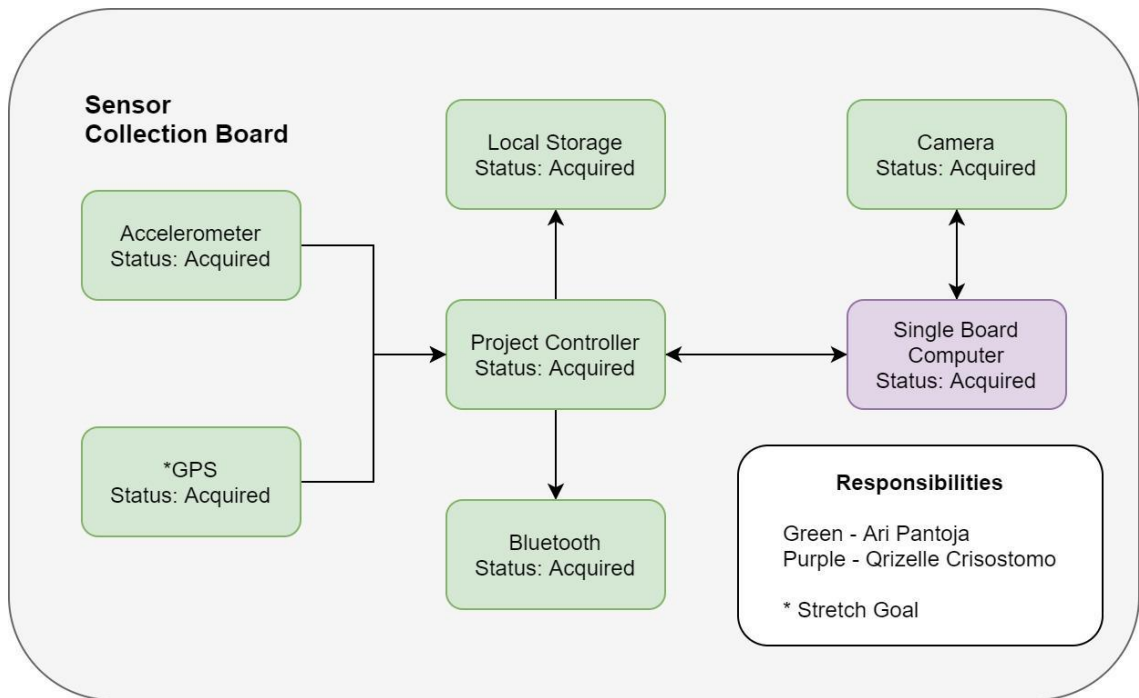 Sensor
Collection Board
Local Storage
Status: Acquired
Camera
Status: Acquired
Accelerometer
Status: Acquired
Project Controller
Status: Acquired
Single Board
Computer
Status: Acquired
*GPS
Status: Acquired
Bluetooth
Status: Acquired
Responsibilities
Green - Ari Pantoja
Purple - Qrizelle Crisostomo
* Stretch Goal